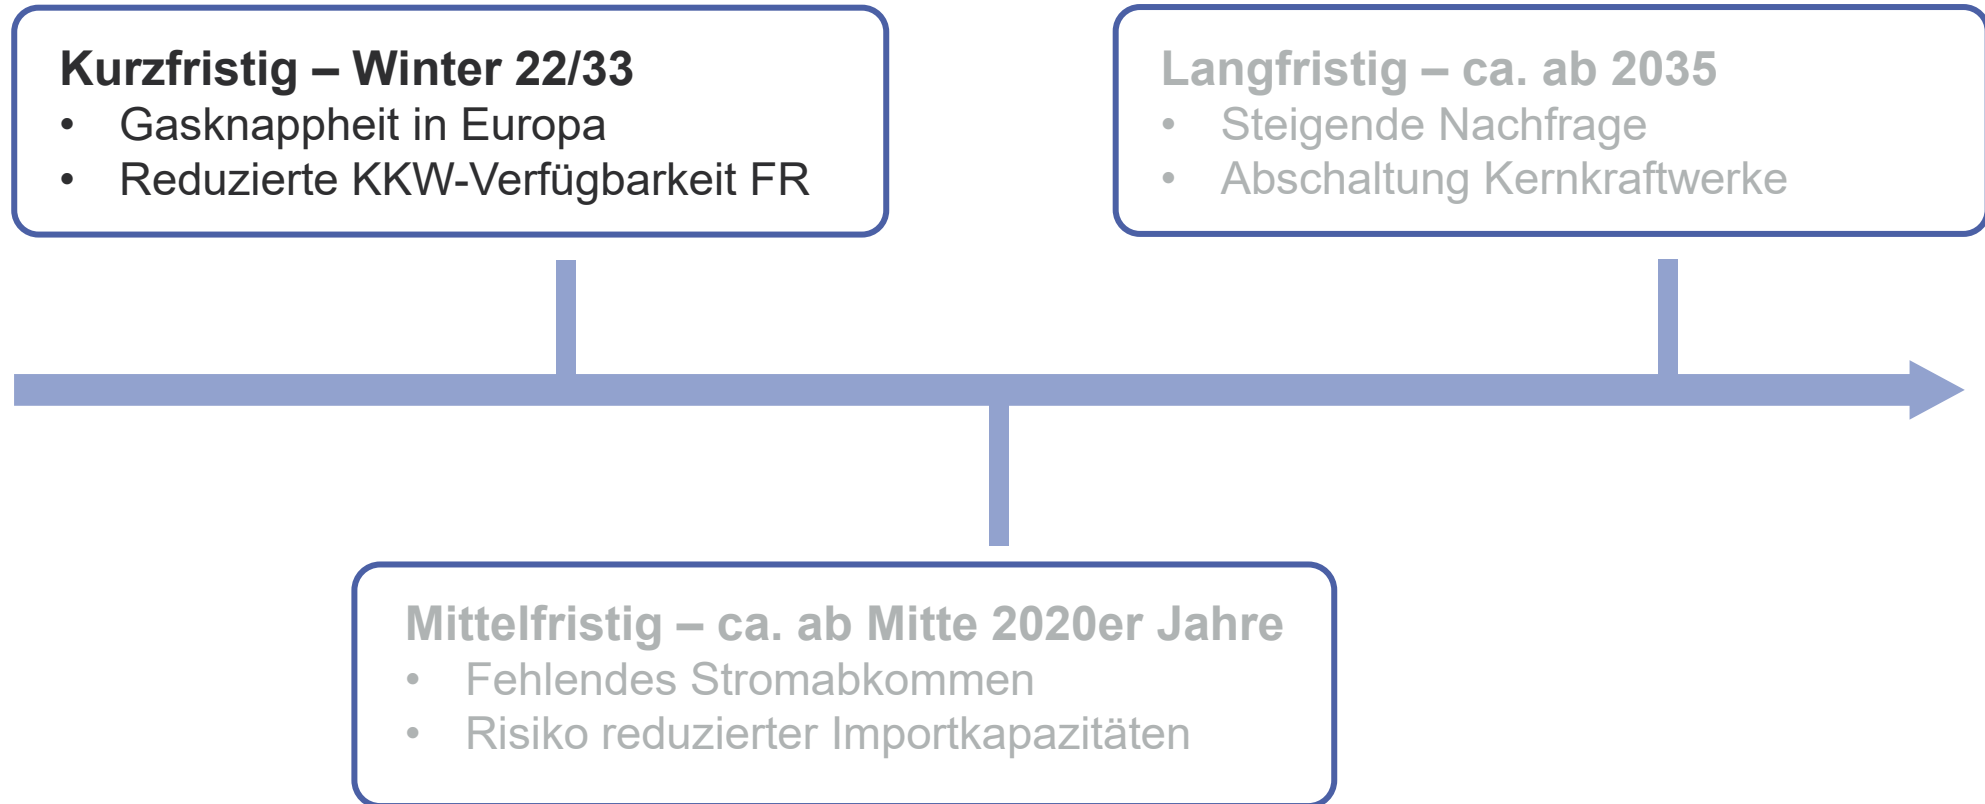 Kurzfristig – Winter 22/33
• Gasknappheit in Europa
• Reduzierte KKW-Verfügbarkeit FR
Langfristig – ca. ab 2035
• Steigende Nachfrage
• Abschaltung Kernkraftwerke
Mittelfristig – ca. ab Mitte 2020er Jahre
• Fehlendes Stromabkommen
• Risiko reduzierter Importkapazitäten